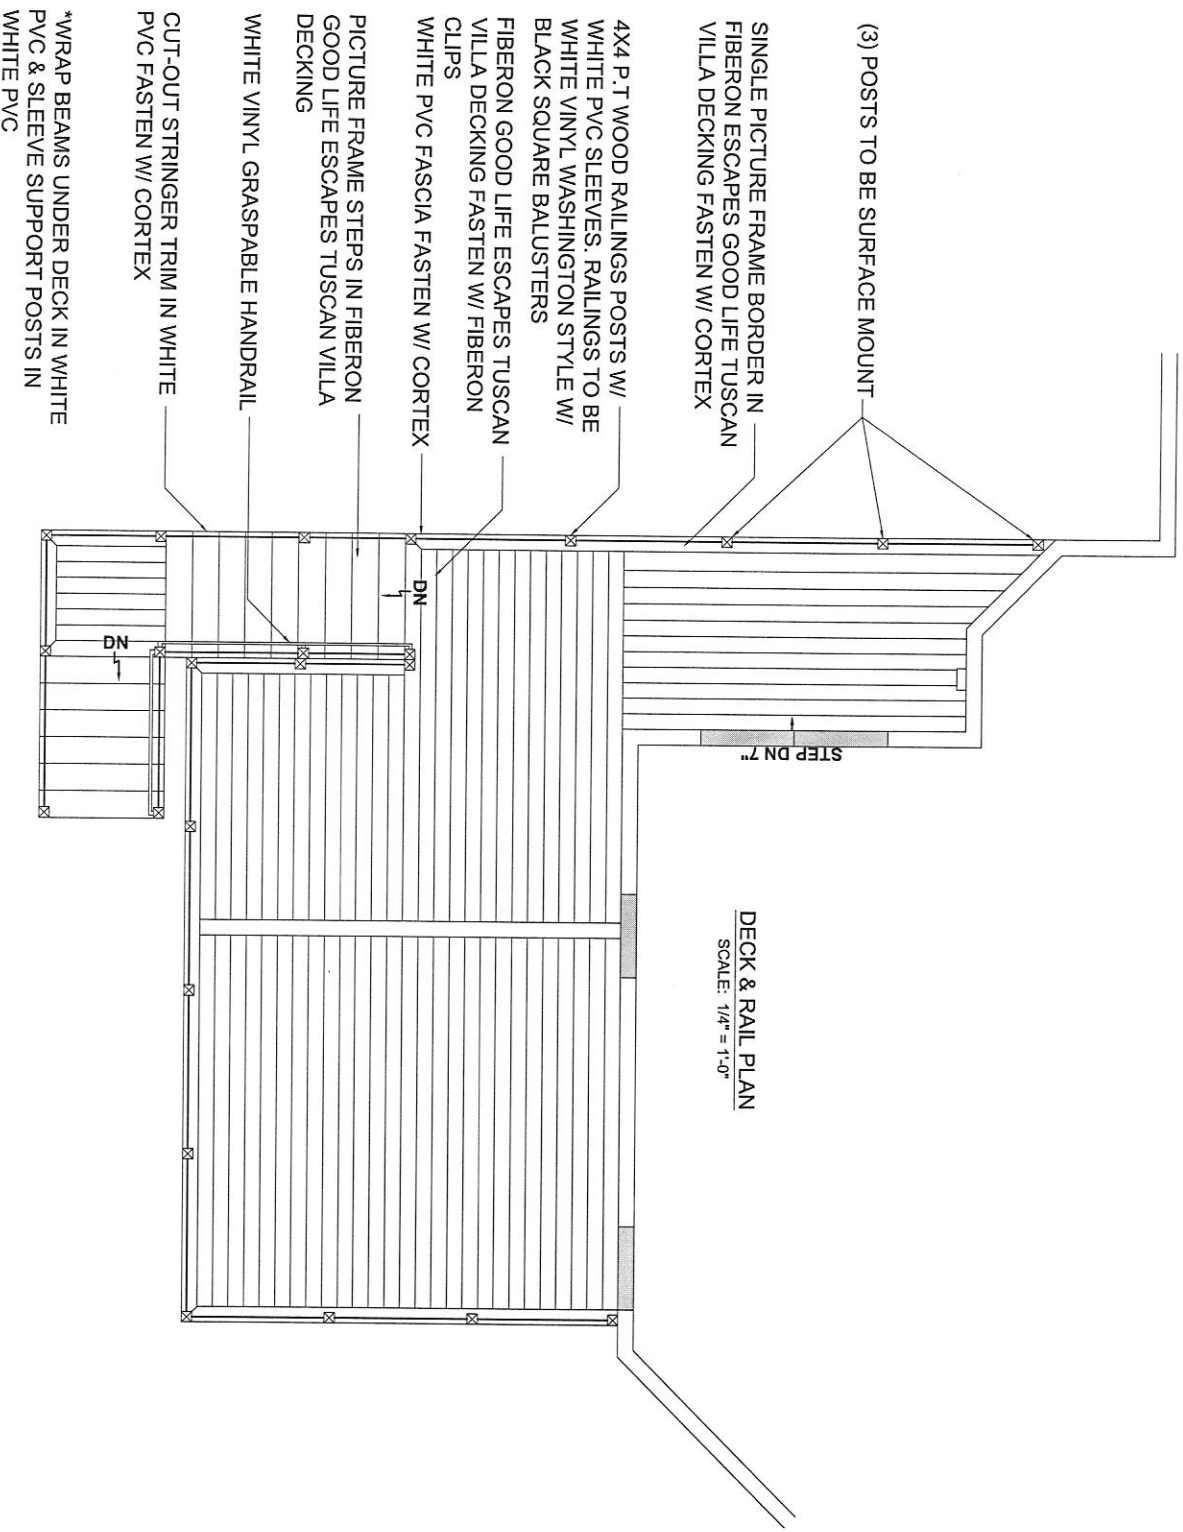 (3) POSTS TO BE SURFACE MOUNT
SINGLE PICTURE FRAME BORDER IN
FIBERON ESCAPES GOOD LIFE TUSCAN
VILLA DECKING FASTEN W/ CORTEX
4X4 P.T WOOD RAILINGS POSTS W/
WHITE PVC SLEEVES. RAILINGS TO BE
WHITE VINYL WASHINGTON STYLE W/
BLACK SQUARE BALUSTERS
FIBERON GOOD LIFE ESCAPES TUSCAN
VILLA DECKING FASTEN W/ FIBERON
CLIPS
WHITE PVC FASCIA FASTEN W/ CORTEX
PICTURE FRAME STEPS IN FIBERON
GOOD LIFE ESCAPES TUSCAN VILLA
DECKING
WHITE VINYL GRASPABLE HANDRAIL
CUT-OUT STRINGER TRIM IN WHITE
PVC FASTEN W/ CORTEX
*WRAP BEAMS UNDER DECK IN WHITE
PVC & SLEEVE SUPPORT POSTS IN
WHITE PVC
DN
DN
STEP DN 7"
DECK & RAIL PLAN
SCALE: 1/4" = 1'-0"